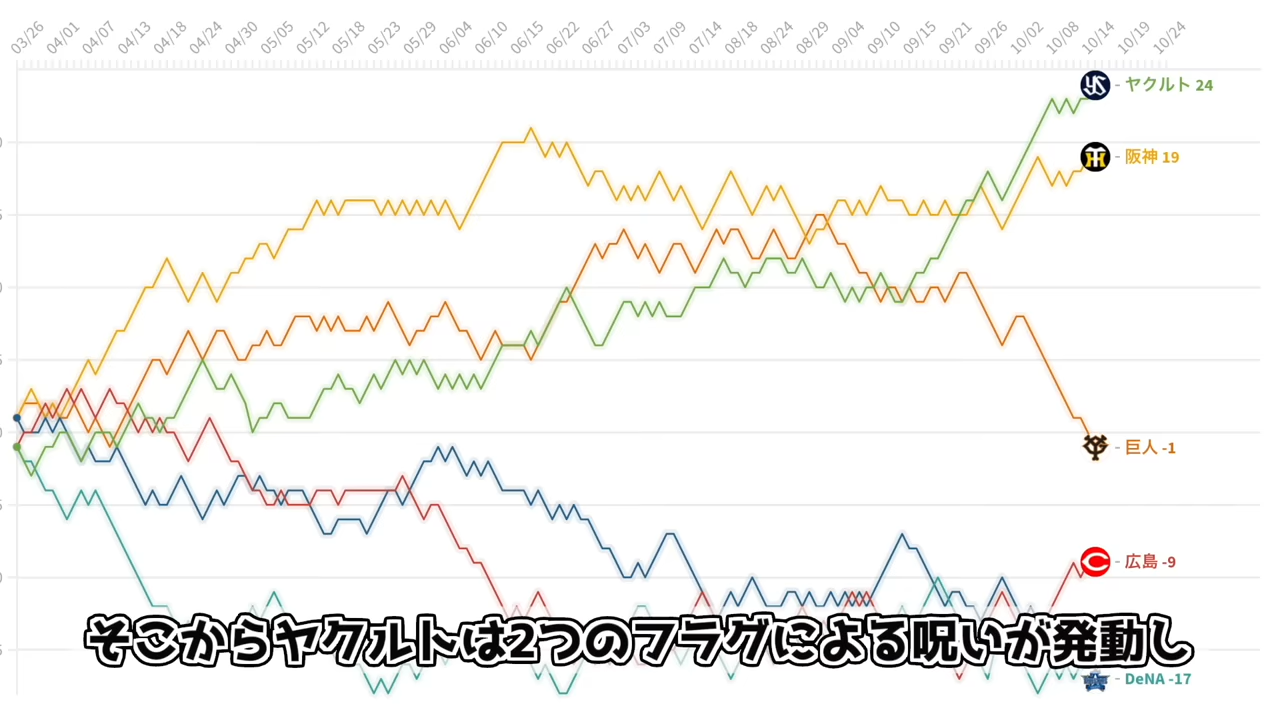 03/26 04/01 04/07 04/13 04/18 04/24 04/30 05/05 05/12 05/18 05/23 05/29 06/04 06/10 06/15 06/22 06/27 07/03 07/09 07/14 08/18 08/24 08/29 09/04 09/10 09/15 09/21 09/26 10/02 10/08 10/14 10/19 10/24
ヤクルト 24
阪神 19
巨人 -1
広島 -9
そこからヤクルトは2つのフラグによる呪いが発動し
DeNA -17